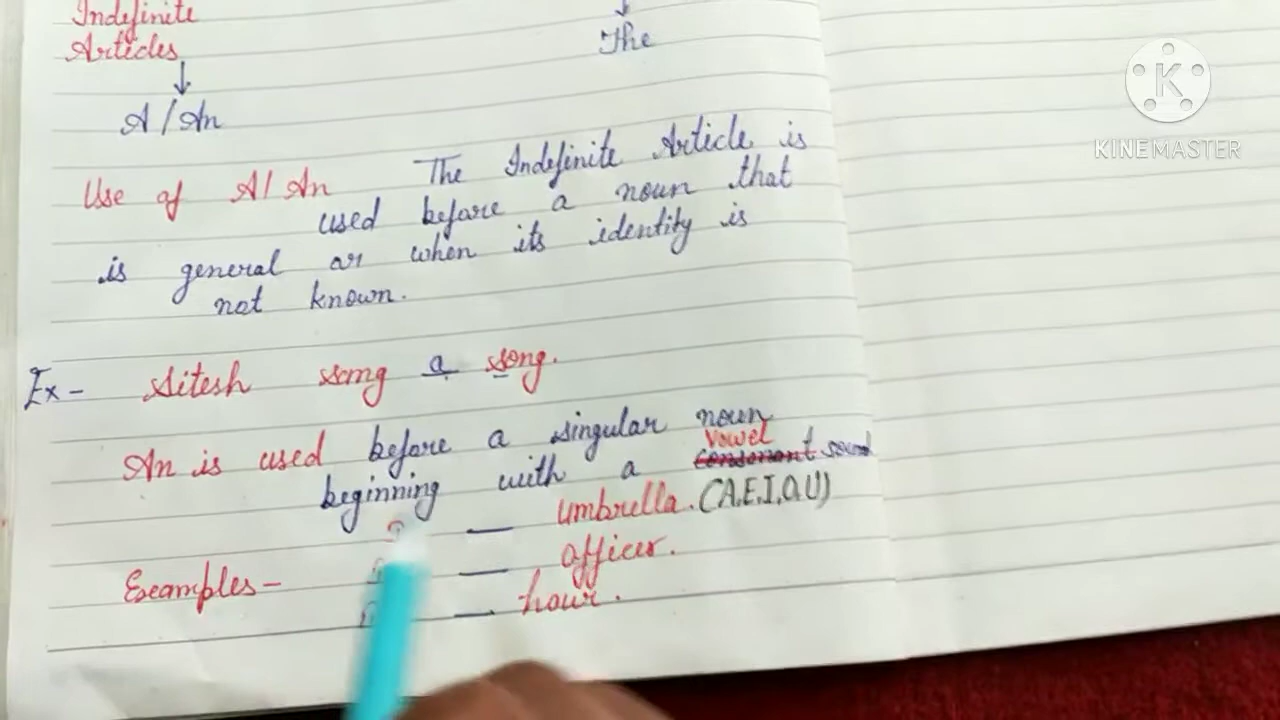 Indefinite
Articles
The
A/An
KINEMASTER
Use of A/An The Indefinite Article is
used before a noun that
is general or when its identity is
not known.
Ex- Sitesh song a song.
An is used before a singular noun
vowel
beginning with a consonant sound
(A,E,I,O,U)
— umbrella.
— officer.
Examples- — hour.